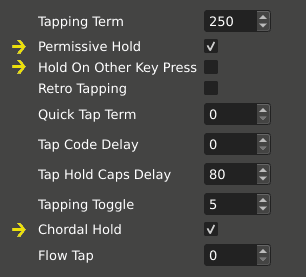 Tapping Term 250
Permissive Hold
Hold On Other Key Press
Retro Tapping
Quick Tap Term 0
Tap Code Delay 0
Tap Hold Caps Delay 80
Tapping Toggle 5
Chordal Hold
Flow Tap 0